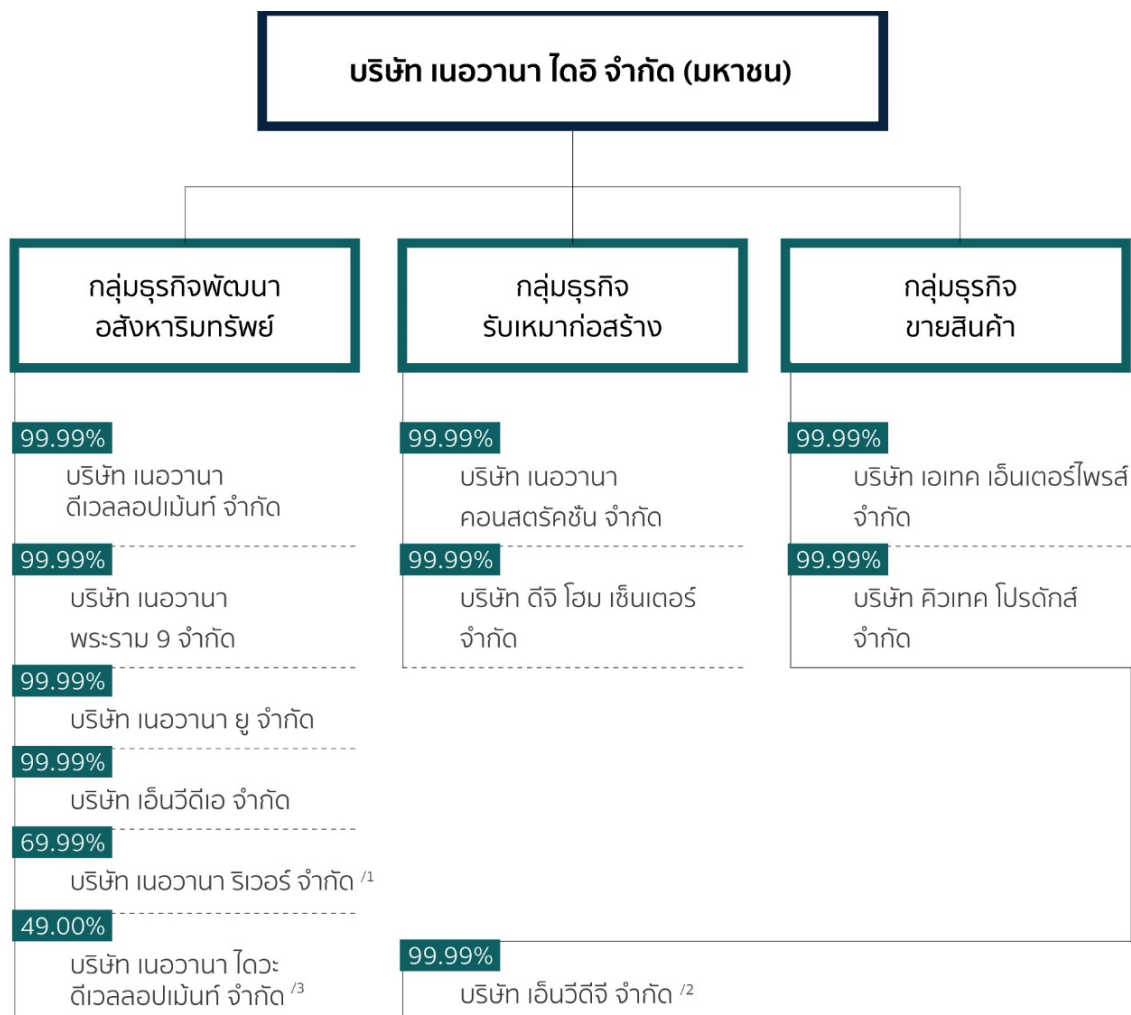 บริษัท เนอวานา ไดอิ จำกัด (มหาชน)
กลุ่มธุรกิจพัฒนา
อสังหาริมทรัพย์
99.99%
บริษัท เนอวานา
ดีเวลลอปเม้นท์ จำกัด
99.99%
บริษัท เนอวานา
พระราม 9 จำกัด
99.99%
บริษัท เนอวานา ยู จำกัด
99.99%
บริษัท เอ็นวีดีเอ จำกัด
69.99%
บริษัท เนอวานา ริเวอร์ จำกัด /1
49.00%
บริษัท เนอวานา ไดวะ
ดีเวลลอปเม้นท์ จำกัด /3
กลุ่มธุรกิจ
รับเหมาก่อสร้าง
99.99%
บริษัท เนอวานา
คอนสตรัคชั่น จำกัด
99.99%
บริษัท ดีจิ โฮม เซ็นเตอร์
จำกัด
กลุ่มธุรกิจ
ขายสินค้า
99.99%
บริษัท เอเทค เอ็นเตอร์ไพรส์
จำกัด
99.99%
บริษัท คิวเทค โปรดักส์
จำกัด
99.99%
บริษัท เอ็นวีดีจี จำกัด /2